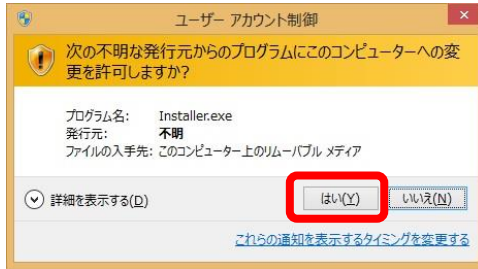 ユーザー アカウント制御
次の不明な発行元からのプログラムにこのコンピューターへの変
更を許可しますか?
プログラム名: Installer.exe
発行元: 不明
ファイルの入手先: このコンピューター上のリムーバブル メディア
詳細を表示する(D)
はい(Y) いいえ(N)
これらの通知を表示するタイミングを変更する